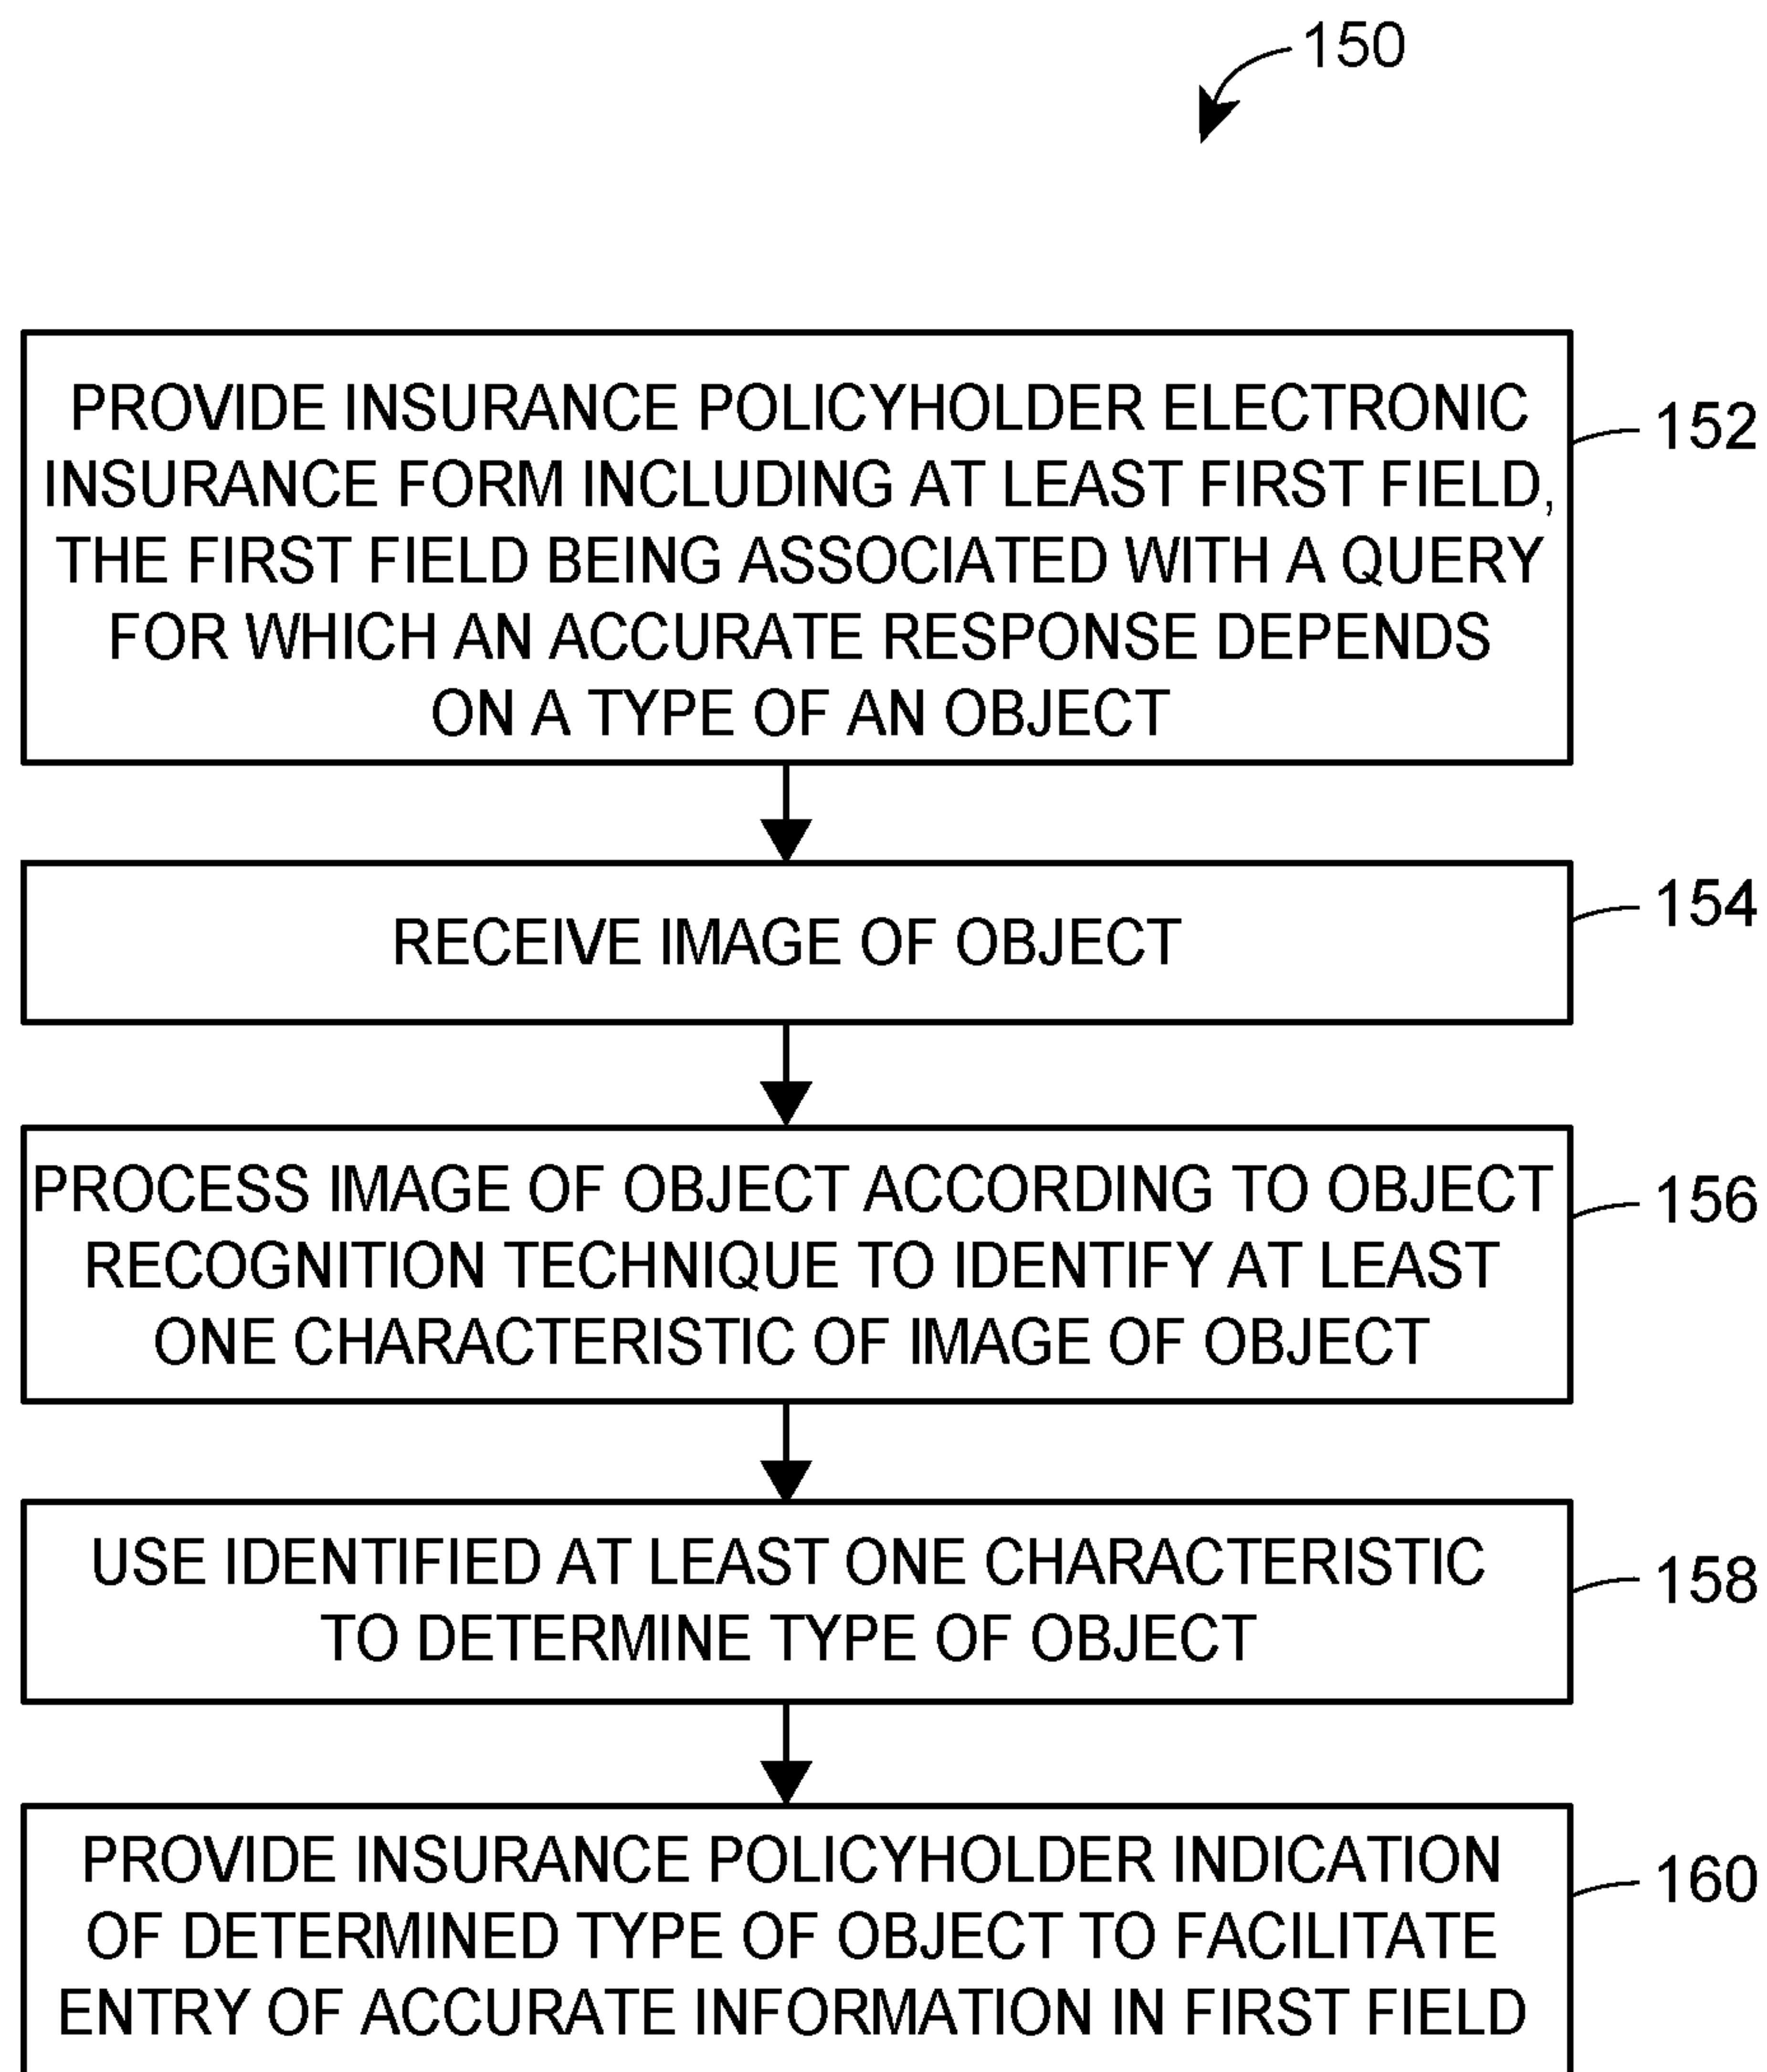 150
PROVIDE INSURANCE POLICYHOLDER ELECTRONIC
INSURANCE FORM INCLUDING AT LEAST FIRST FIELD,
THE FIRST FIELD BEING ASSOCIATED WITH A QUERY
FOR WHICH AN ACCURATE RESPONSE DEPENDS
ON A TYPE OF AN OBJECT
152
RECEIVE IMAGE OF OBJECT
154
PROCESS IMAGE OF OBJECT ACCORDING TO OBJECT
RECOGNITION TECHNIQUE TO IDENTIFY AT LEAST
ONE CHARACTERISTIC OF IMAGE OF OBJECT
156
USE IDENTIFIED AT LEAST ONE CHARACTERISTIC
TO DETERMINE TYPE OF OBJECT
158
PROVIDE INSURANCE POLICYHOLDER INDICATION
OF DETERMINED TYPE OF OBJECT TO FACILITATE
ENTRY OF ACCURATE INFORMATION IN FIRST FIELD
160